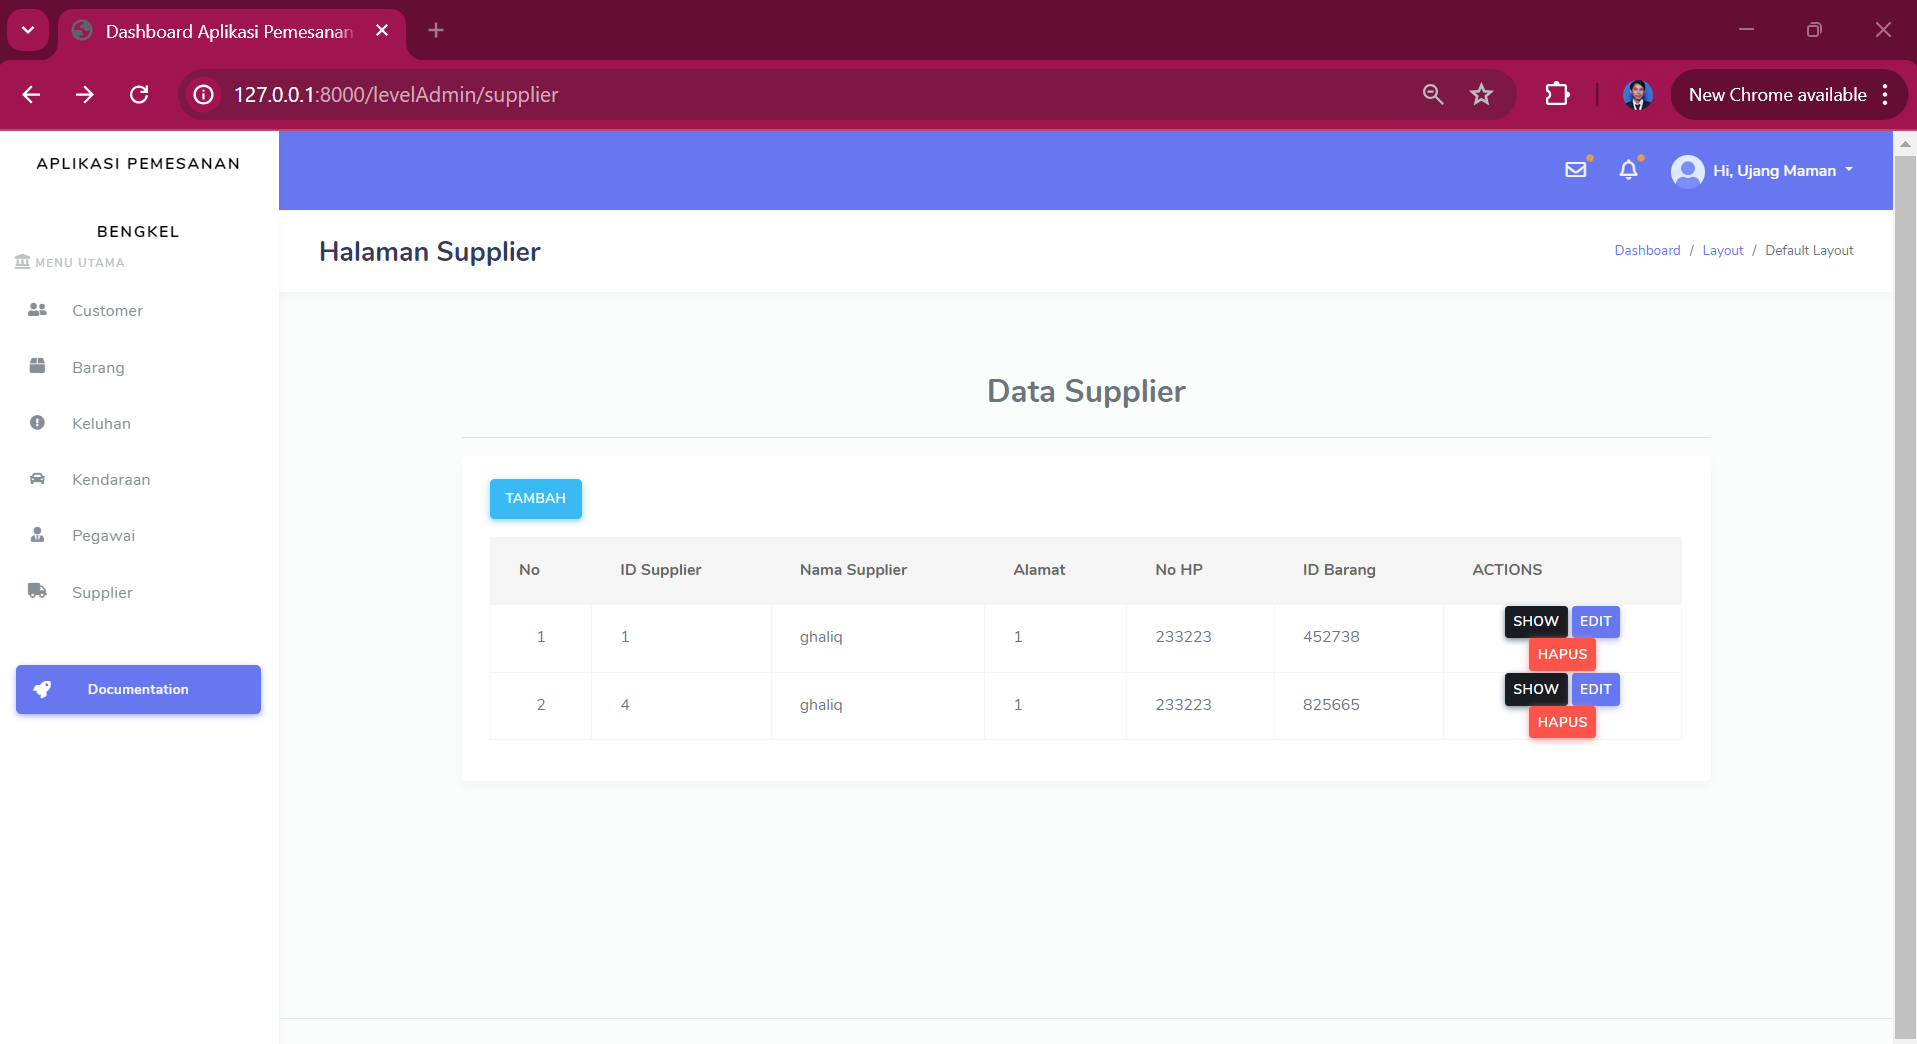 Dashboard Aplikasi Pemesanan
127.0.0.1:8000/levelAdmin/supplier
New Chrome available
APLIKASI PEMESANAN
BENGKEL
MENU UTAMA
Customer
Barang
Keluhan
Kendaraan
Pegawai
Supplier
Documentation
Hi, Ujang Maman
Halaman Supplier
Dashboard / Layout / Default Layout
Data Supplier
TAMBAH
No ID Supplier Nama Supplier Alamat No HP ID Barang ACTIONS
1 1 ghaliq 1 233223 452738 SHOW EDIT
HAPUS
2 4 ghaliq 1 233223 825665 SHOW EDIT
HAPUS